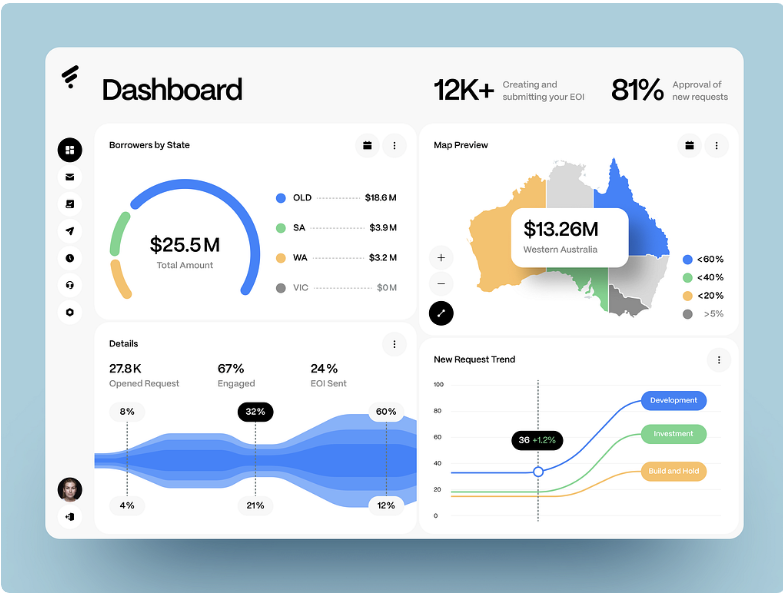 Dashboard
12K+
Creating and
submitting your EOI
81%
Approval of
new requests
Borrowers by State
$25.5 M
Total Amount
OLD $18.6 M
SA $3.9 M
WA $3.2 M
VIC $0 M
Map Preview
$13.26M
Western Australia
+
−
<60%
<40%
<20%
>5%
Details
27.8 K
Opened Request
67%
Engaged
24 %
EOI Sent
8%
32%
60%
4%
21%
12%
New Request Trend
100
80
60
40
20
0
36 +1.2%
Development
Investment
Build and Hold